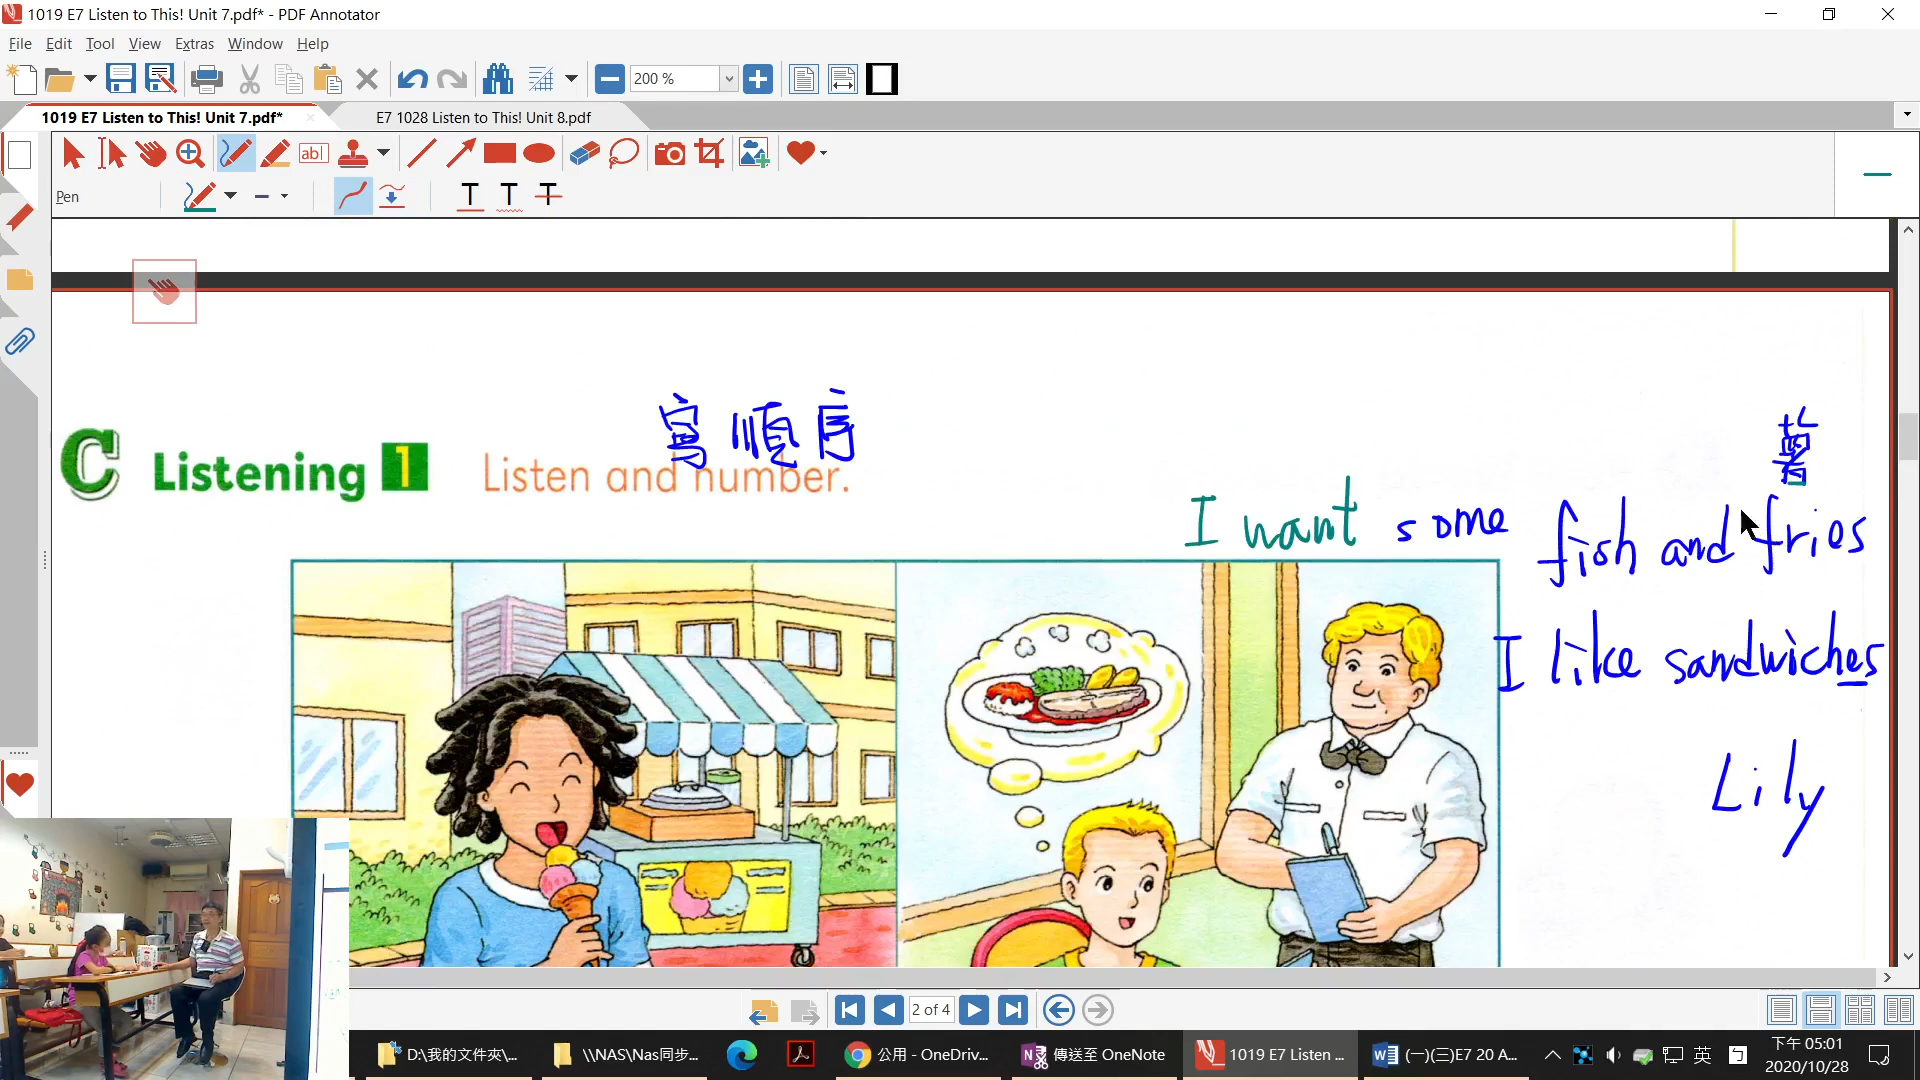 1019 E7 Listen to This! Unit 7.pdf* - PDF Annotator
File Edit Tool View Extras Window Help
200 %
1019 E7 Listen to This! Unit 7.pdf*
E7 1028 Listen to This! Unit 8.pdf
Pen
寫順序
薯
C Listening 1 Listen and number.
I want some fish and fries
I like sandwiches
Lily
2 of 4
D:\我的文件夾\...
\\NAS\Nas同步...
公用 - OneDriv...
傳送至 OneNote
1019 E7 Listen ...
(一)(三)E7 20 A...
英
ㄅ
下午 05:01
2020/10/28